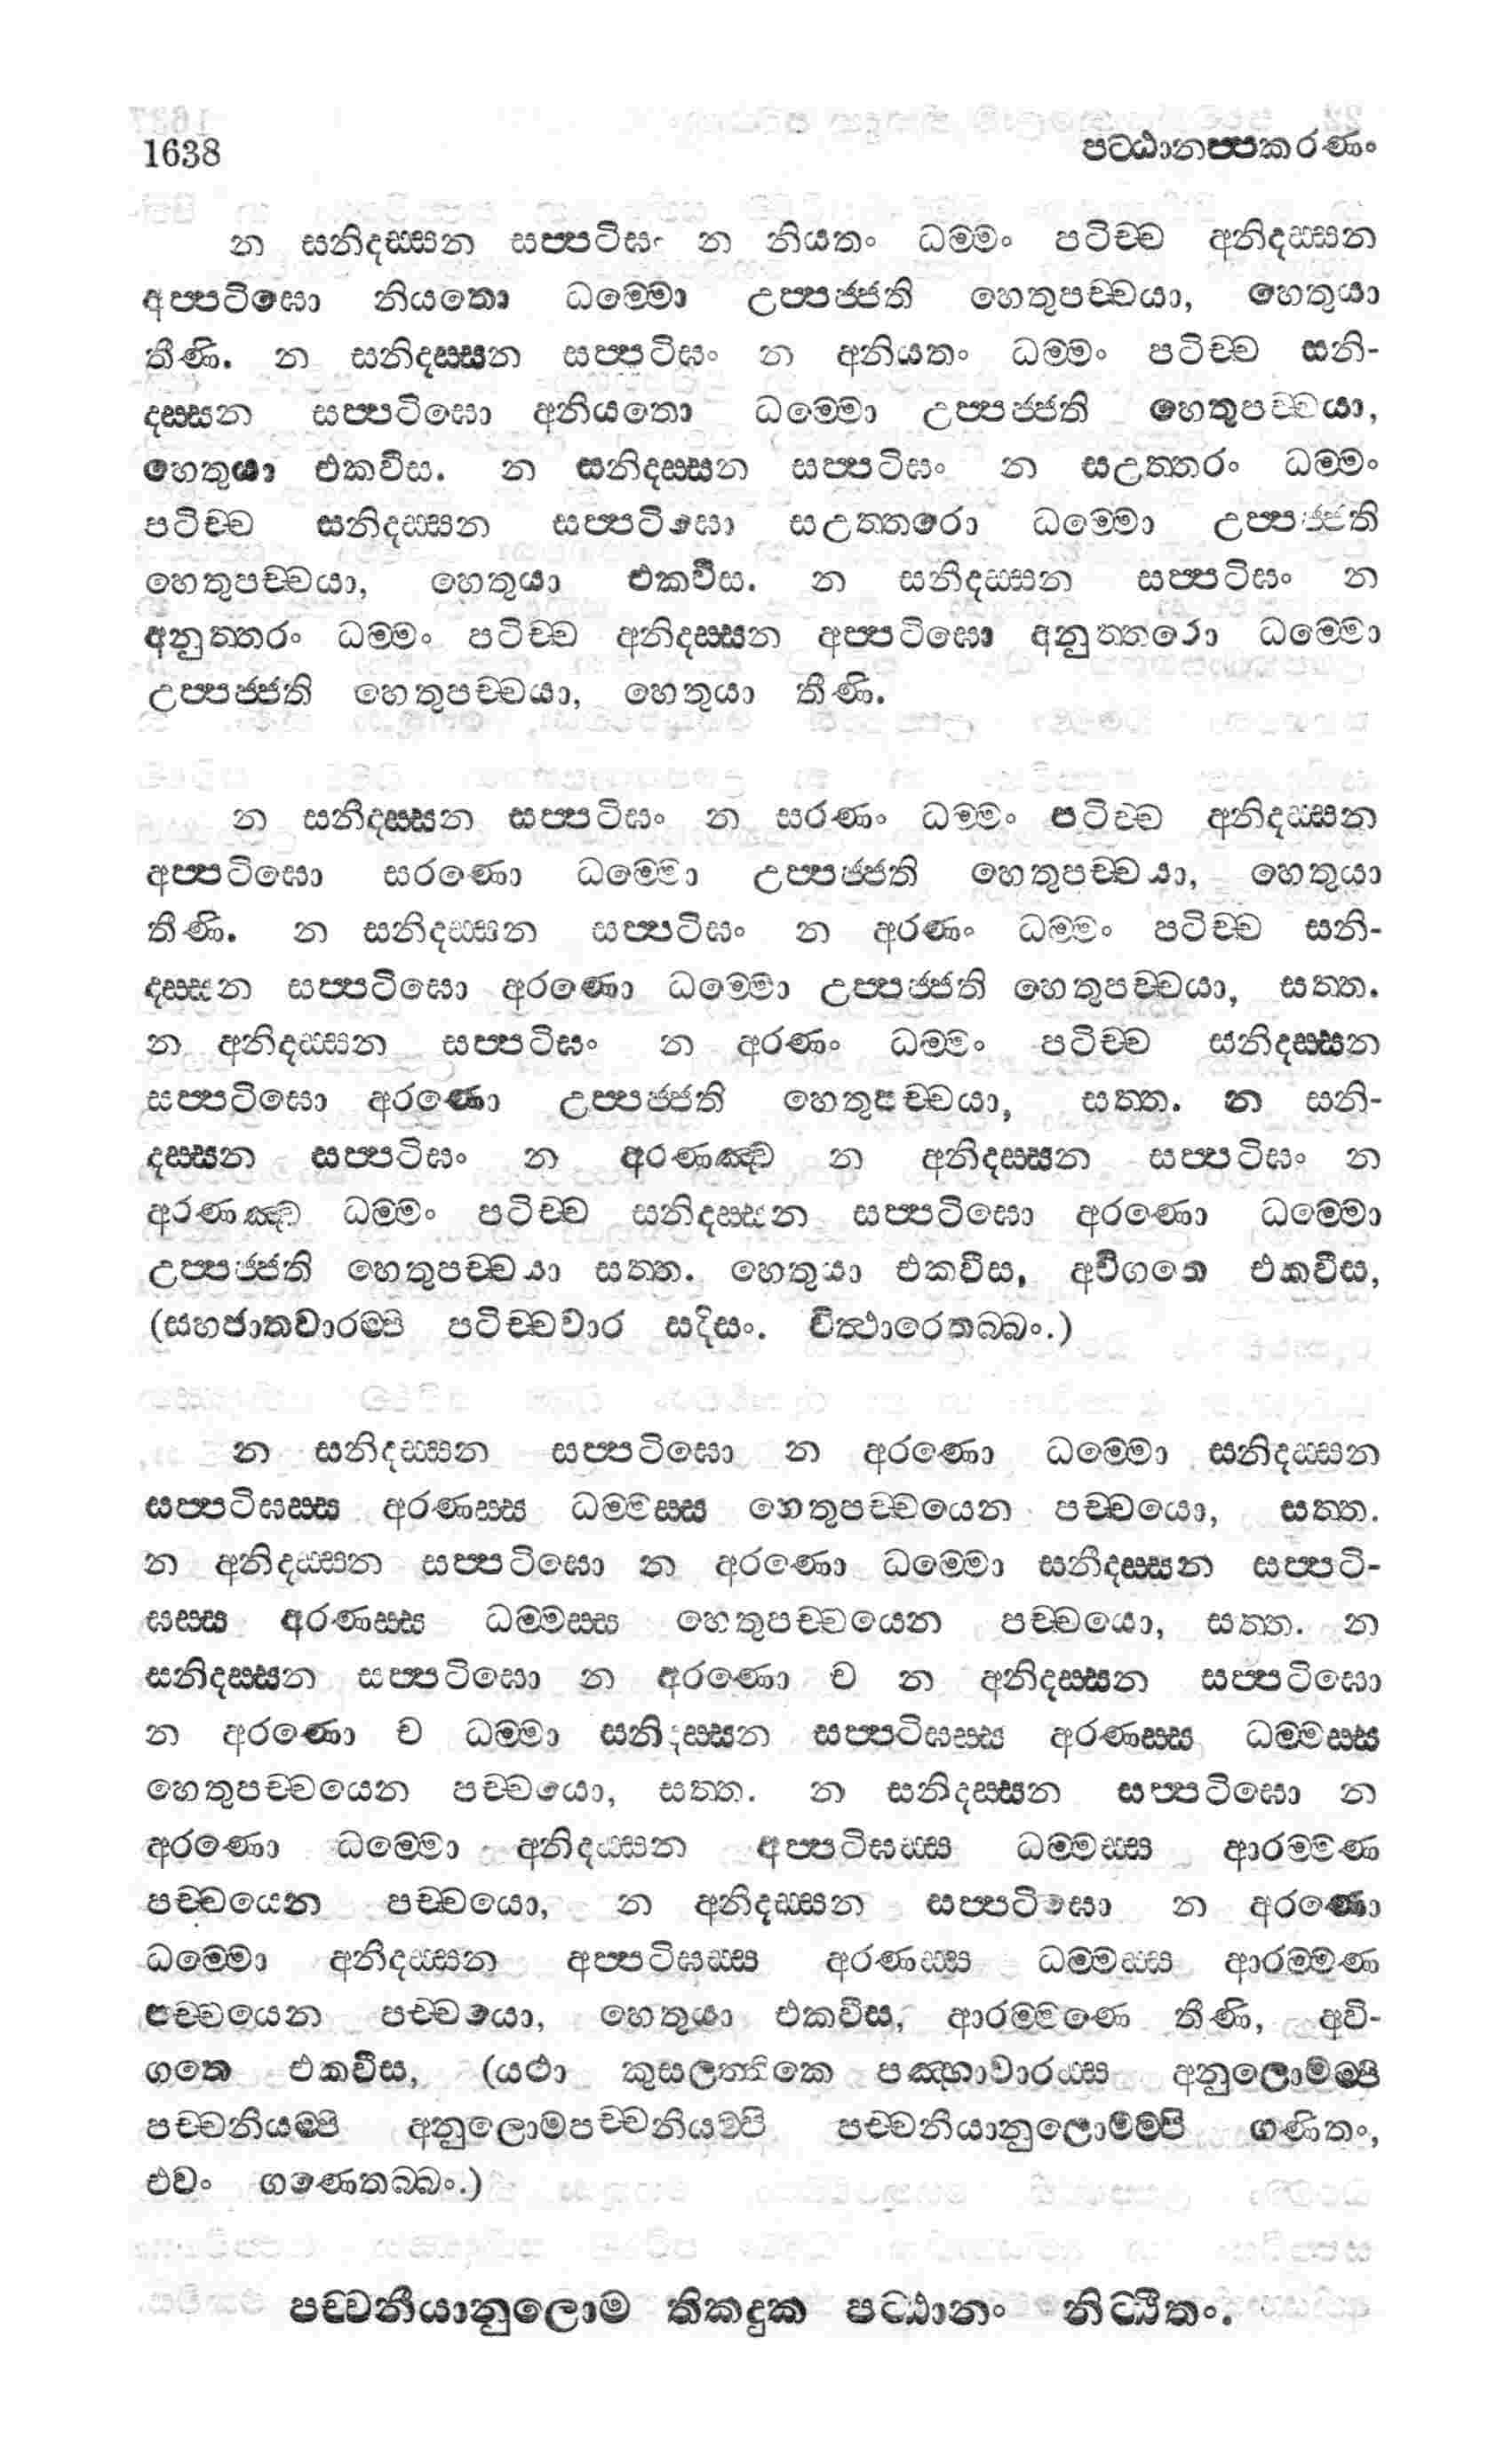 1638 පට්ඨානප්පකරණං
න සනිදස්සන සප්පටිඝං න නියතං ධම්මං පටිච්ච අනිදස්සන
අප්පටිඝො නියතො ධම්මො උප්පජ්ජති හෙතුපච්චයා, හෙතුයා
තීණි. න සනිදස්සන සප්පටිඝං න අනියතං ධම්මං පටිච්ච සනි-
දස්සන සප්පටිඝො අනියතො ධම්මො උප්පජ්ජති හෙතුපච්චයා,
හෙතුයා එකවීස. න සනිදස්සන සප්පටිඝං න සඋත්තරං ධම්මං
පටිච්ච සනිදස්සන සප්පටිඝො සඋත්තරො ධම්මො උප්පජ්ජති
හෙතුපච්චයා, හෙතුයා එකවීස. න සනිදස්සන සප්පටිඝං න
අනුත්තරං ධම්මං පටිච්ච අනිදස්සන අප්පටිඝො අනුත්තරො ධම්මො
උප්පජ්ජති හෙතුපච්චයා, හෙතුයා තීණි.
න සනිදස්සන සප්පටිඝං න සරණං ධම්මං පටිච්ච අනිදස්සන
අප්පටිඝො සරණො ධම්මො උප්පජ්ජති හෙතුපච්චයා, හෙතුයා
තීණි. න සනිදස්සන සප්පටිඝං න අරණං ධම්මං පටිච්ච සනි-
දස්සන සප්පටිඝො අරණො ධම්මො උප්පජ්ජති හෙතුපච්චයා, සත්ත.
න අනිදස්සන සප්පටිඝං න අරණං ධම්මං පටිච්ච සනිදස්සන
සප්පටිඝො අරණො උප්පජ්ජති හෙතුපච්චයා, සත්ත. න සනි-
දස්සන සප්පටිඝං න අරණඤ්ච න අනිදස්සන සප්පටිඝං න
අරණඤ්ච ධම්මං පටිච්ච සනිදස්සන සප්පටිඝො අරණො ධම්මො
උප්පජ්ජති හෙතුපච්චයා සත්ත. හෙතුයා එකවීස, අවිගතෙ එකවීස,
(සහජාතවාරම්පි පටිච්චවාර සදිසං. විත්ථාරෙතබ්බං.)
න සනිදස්සන සප්පටිඝො න අරණො ධම්මො සනිදස්සන
සප්පටිඝස්ස අරණස්ස ධම්මස්ස හෙතුපච්චයෙන පච්චයො, සත්ත.
න අනිදස්සන සප්පටිඝො න අරණො ධම්මො සනිදස්සන සප්පටි-
ඝස්ස අරණස්ස ධම්මස්ස හෙතුපච්චයෙන පච්චයො, සත්ත. න
සනිදස්සන සප්පටිඝො න අරණො ච න අනිදස්සන සප්පටිඝො
න අරණො ච ධම්මා සනිදස්සන සප්පටිඝස්ස අරණස්ස ධම්මස්ස
හෙතුපච්චයෙන පච්චයො, සත්ත. න සනිදස්සන සප්පටිඝො න
අරණො ධම්මො අනිදස්සන අප්පටිඝස්ස ධම්මස්ස ආරම්මණ
පච්චයෙන පච්චයො, න අනිදස්සන සප්පටිඝො න අරණො
ධම්මො අනිදස්සන අප්පටිඝස්ස අරණස්ස ධම්මස්ස ආරම්මණ
පච්චයෙන පච්චයො, හෙතුයා එකවීස, ආරම්මණෙ තීණි, අවි-
ගතෙ එකවීස, (යථා කුසලත්තිකෙ පඤ්හාවාරස්ස අනුලොමම්පි
පච්චනීයම්පි අනුලොමපච්චනීයම්පි පච්චනීයානුලොමම්පි ගණිතං,
එවං ගණෙතබ්බං.)
පච්චනීයානුලොම තිකදුක පට්ඨානං නිට්ඨිතං.